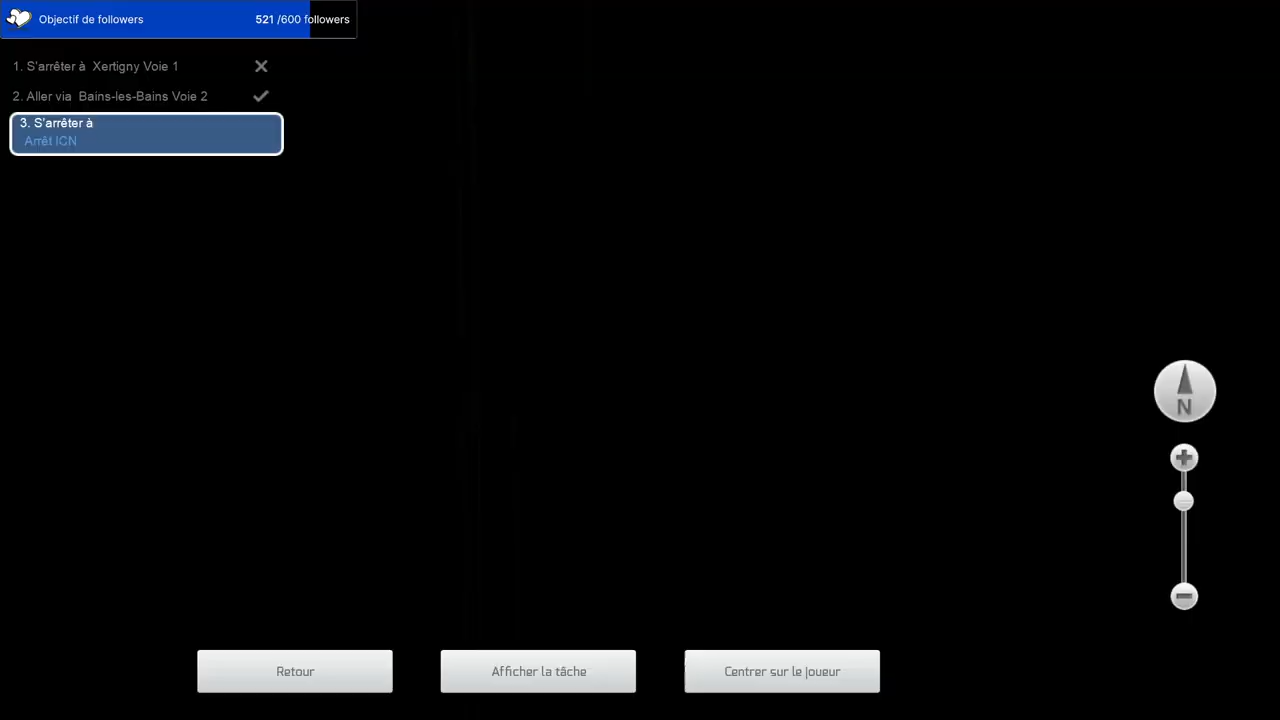 Objectif de followers 521 /600 followers
1. S'arrêter à Xertigny Voie 1
2. Aller via Bains-les-Bains Voie 2
3. S'arrêter à
Arrêt ICN
N
Retour Afficher la tâche Centrer sur le joueur